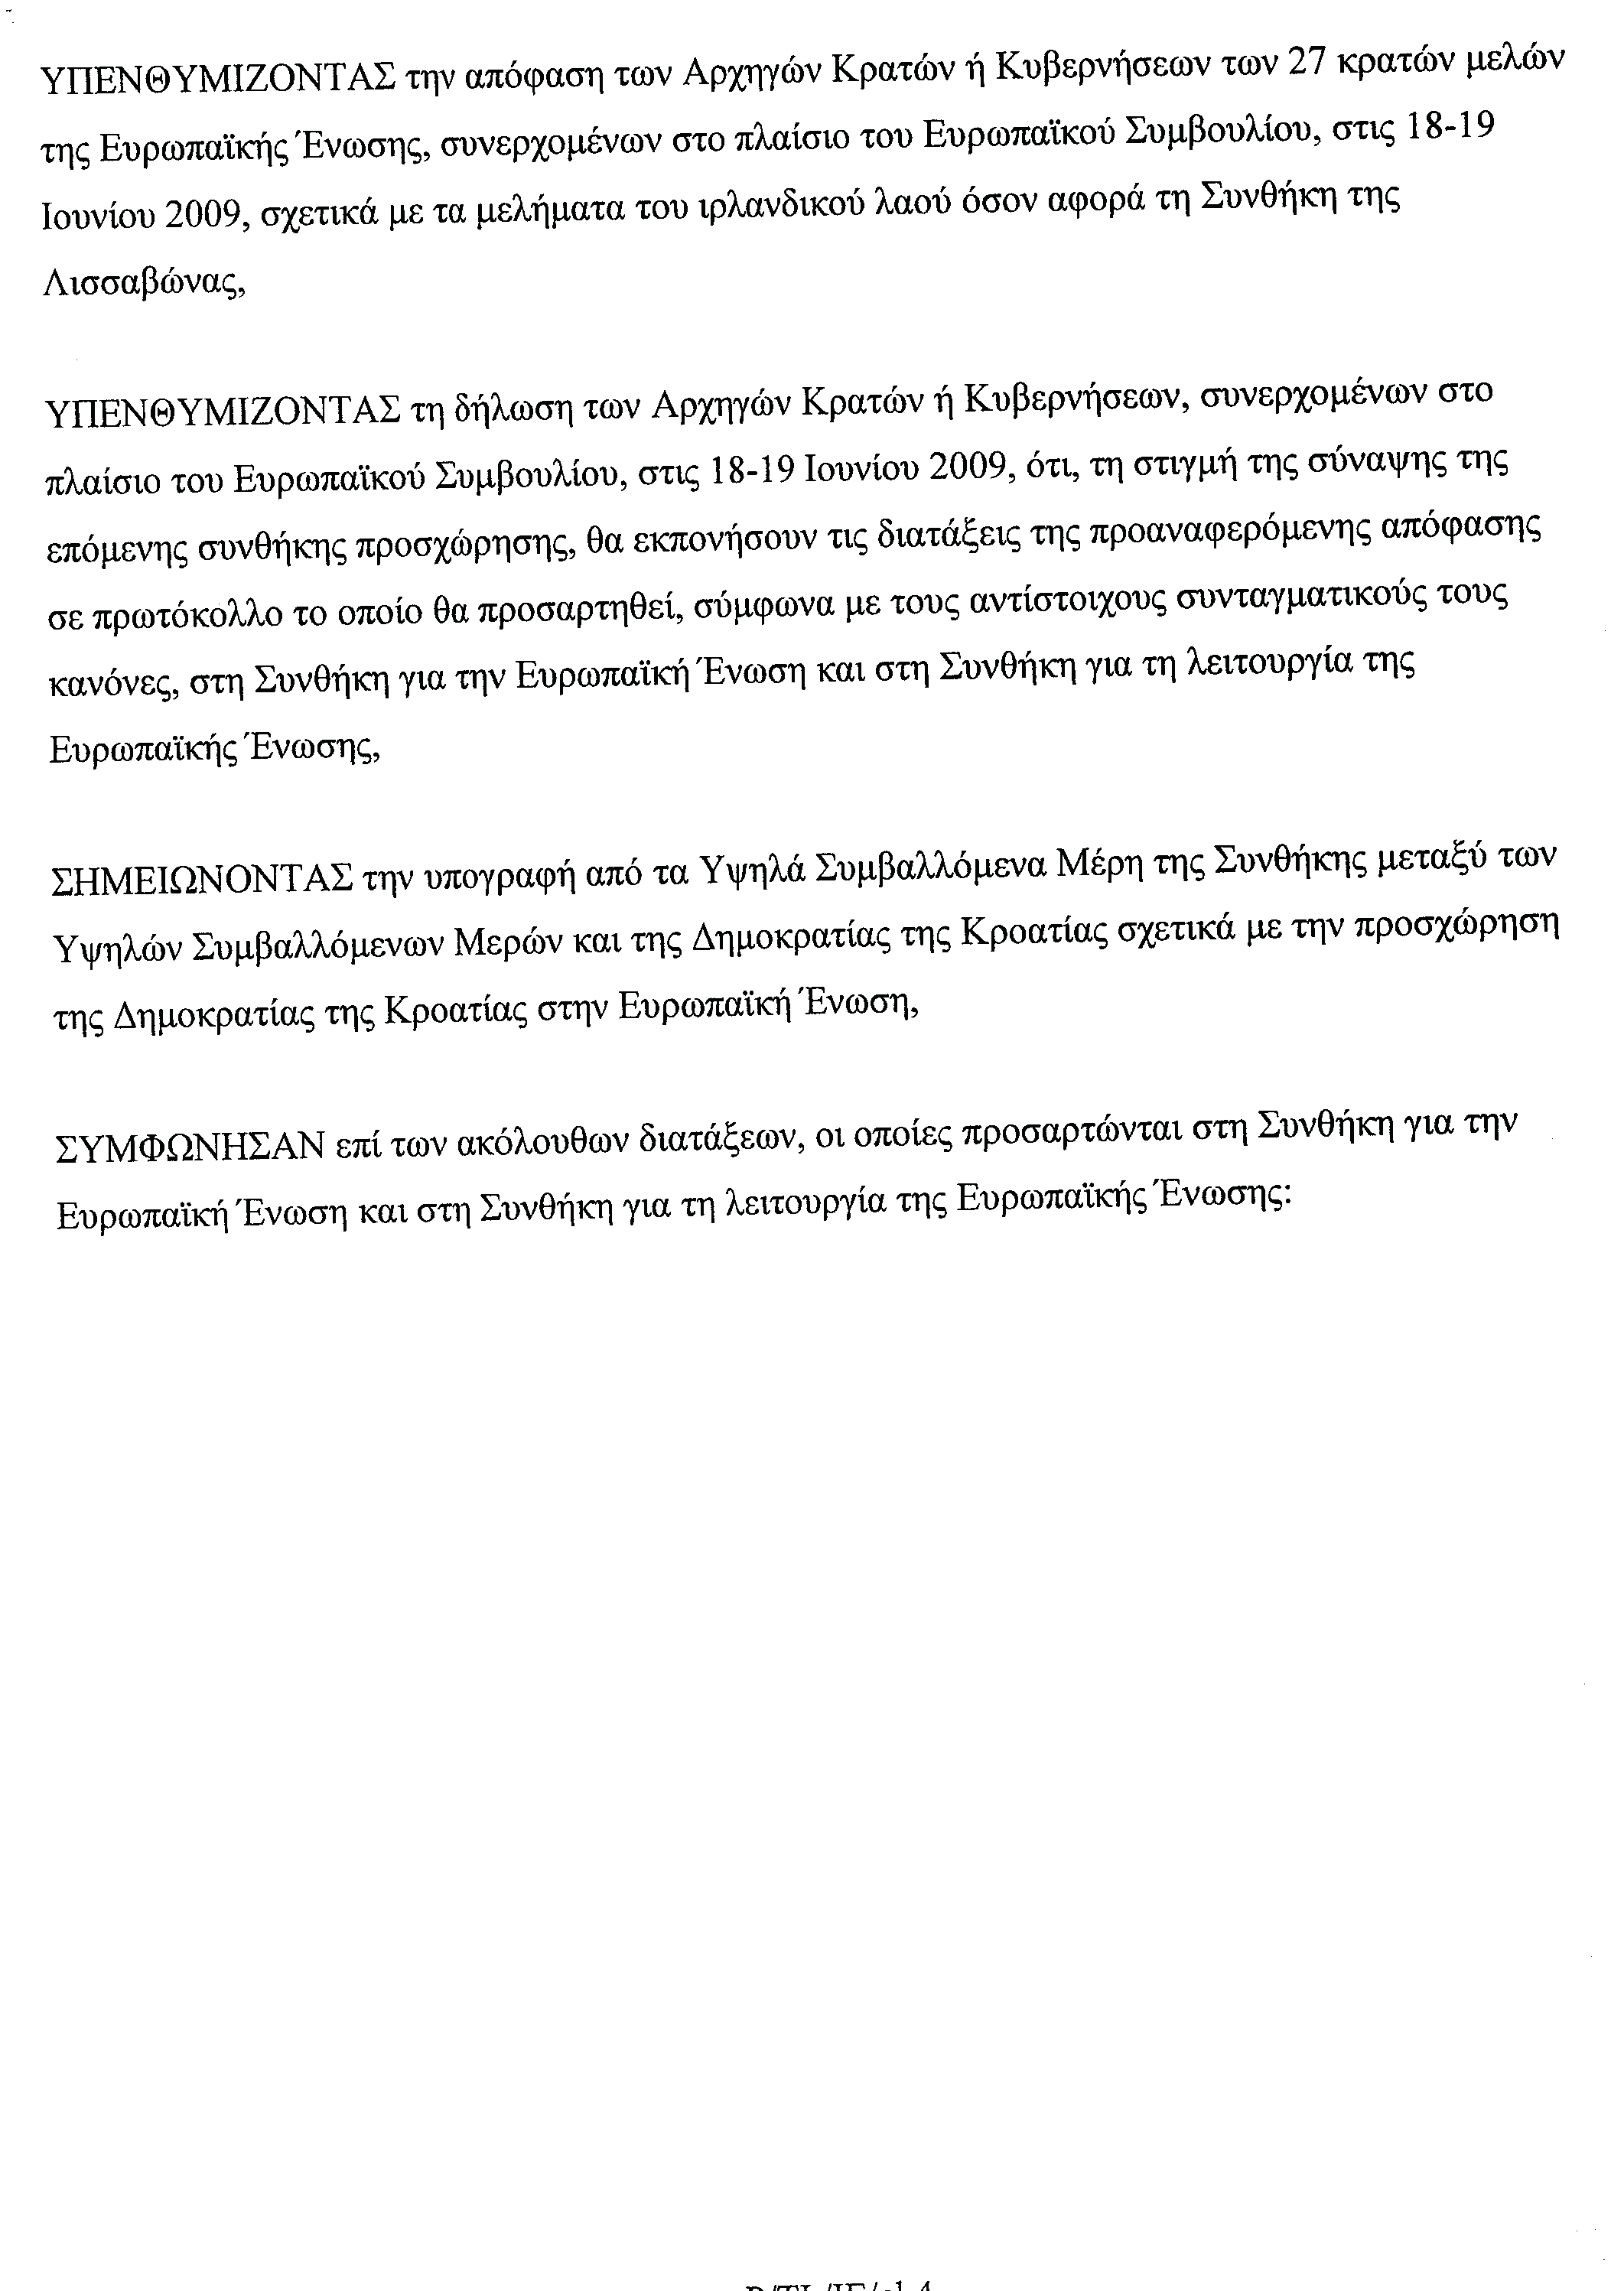 ΥΠΕΝΘΥΜΙΖΟΝΤΑΣ την απόφαση των Αρχηγών Κρατών ή Κυβερνήσεων των 27 κρατών μελών
της Ευρωπαϊκής Ένωσης, συνερχομένων στο πλαίσιο του Ευρωπαϊκού Συμβουλίου, στις 18-19
Ιουνίου 2009, σχετικά με τα μελήματα του ιρλανδικού λαού όσον αφορά τη Συνθήκη της
Λισσαβώνας,
ΥΠΕΝΘΥΜΙΖΟΝΤΑΣ τη δήλωση των Αρχηγών Κρατών ή Κυβερνήσεων, συνερχομένων στο
πλαίσιο του Ευρωπαϊκού Συμβουλίου, στις 18-19 Ιουνίου 2009, ότι, τη στιγμή της σύναψης της
επόμενης συνθήκης προσχώρησης, θα εκπονήσουν τις διατάξεις της προαναφερόμενης απόφασης
σε πρωτόκολλο το οποίο θα προσαρτηθεί, σύμφωνα με τους αντίστοιχους συνταγματικούς τους
κανόνες, στη Συνθήκη για την Ευρωπαϊκή Ένωση και στη Συνθήκη για τη λειτουργία της
Ευρωπαϊκής Ένωσης,
ΣΗΜΕΙΩΝΟΝΤΑΣ την υπογραφή από τα Υψηλά Συμβαλλόμενα Μέρη της Συνθήκης μεταξύ των
Υψηλών Συμβαλλόμενων Μερών και της Δημοκρατίας της Κροατίας σχετικά με την προσχώρηση
της Δημοκρατίας της Κροατίας στην Ευρωπαϊκή Ένωση,
ΣΥΜΦΩΝΗΣΑΝ επί των ακόλουθων διατάξεων, οι οποίες προσαρτώνται στη Συνθήκη για την
Ευρωπαϊκή Ένωση και στη Συνθήκη για τη λειτουργία της Ευρωπαϊκής Ένωσης: